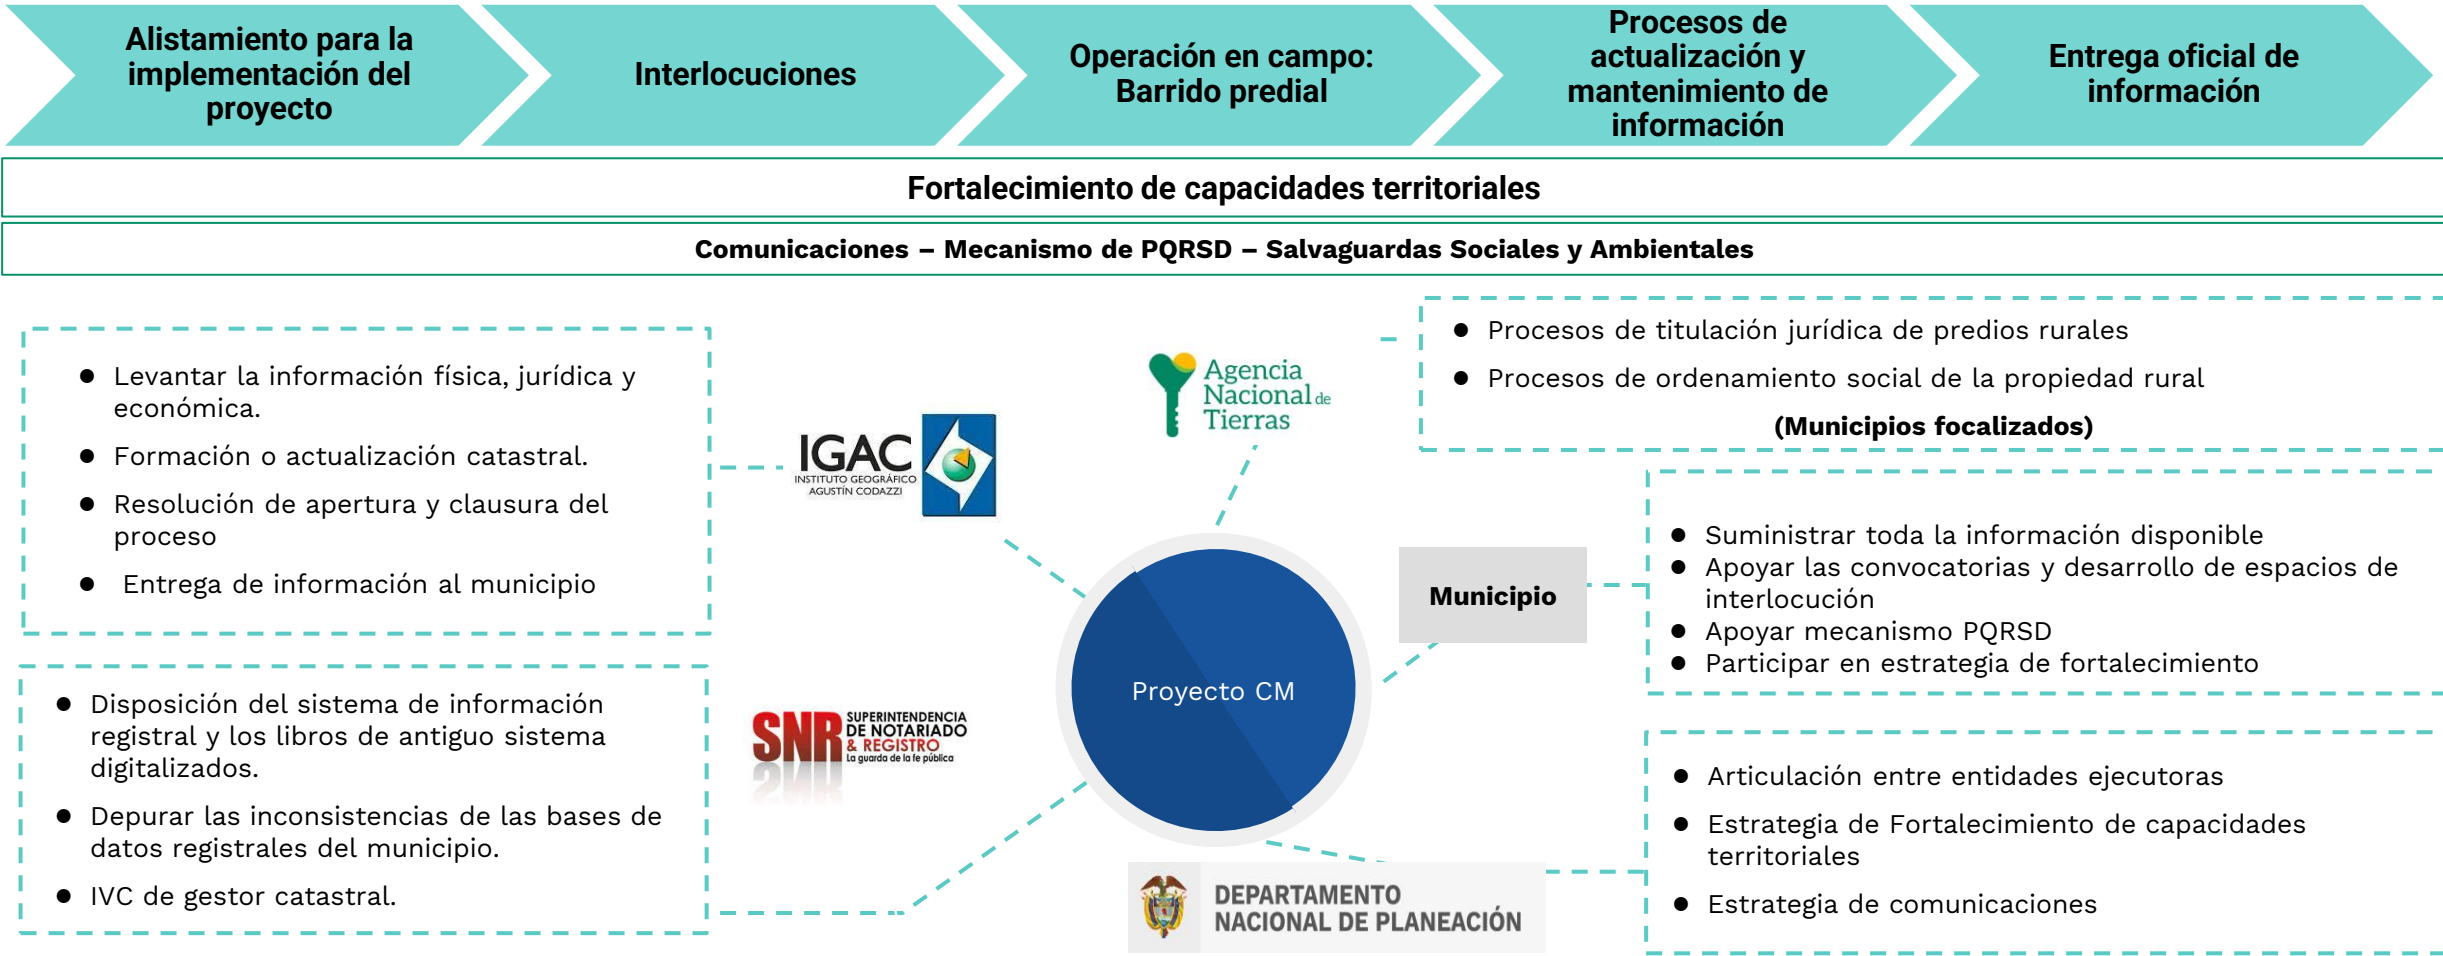 Alistamiento para la
implementación del
proyecto
Interlocuciones
Operación en campo:
Barrido predial
Procesos de
actualización y
mantenimiento de
información
Entrega oficial de
información
Fortalecimiento de capacidades territoriales
Comunicaciones – Mecanismo de PQRSD – Salvaguardas Sociales y Ambientales
● Levantar la información física, jurídica y
económica.
● Formación o actualización catastral.
● Resolución de apertura y clausura del
proceso
● Entrega de información al municipio
IGAC
INSTITUTO GEOGRÁFICO
AGUSTÍN CODAZZI
Agencia
Nacional de
Tierras
● Procesos de titulación jurídica de predios rurales
● Procesos de ordenamiento social de la propiedad rural
(Municipios focalizados)
Municipio
● Suministrar toda la información disponible
● Apoyar las convocatorias y desarrollo de espacios de
interlocución
● Apoyar mecanismo PQRSD
● Participar en estrategia de fortalecimiento
● Disposición del sistema de información
registral y los libros de antiguo sistema
digitalizados.
● Depurar las inconsistencias de las bases de
datos registrales del municipio.
● IVC de gestor catastral.
SNR
SUPERINTENDENCIA
DE NOTARIADO
& REGISTRO
La guarda de la fe pública
Proyecto CM
DEPARTAMENTO
NACIONAL DE PLANEACIÓN
● Articulación entre entidades ejecutoras
● Estrategia de Fortalecimiento de capacidades
territoriales
● Estrategia de comunicaciones